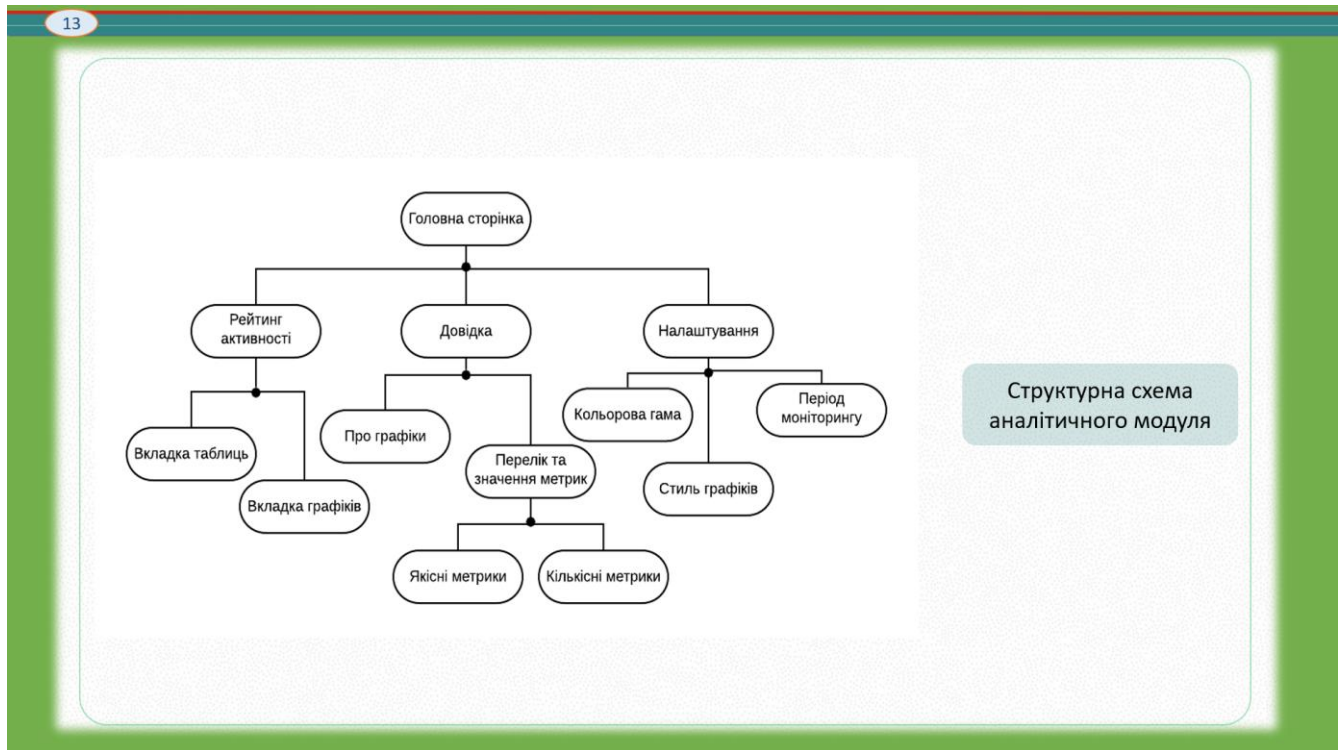 13
Головна сторінка
Рейтинг
активності
Довідка
Налаштування
Кольорова гама
Період
моніторингу
Про графіки
Вкладка таблиць
Перелік та
значення метрик
Стиль графіків
Вкладка графіків
Якісні метрики
Кількісні метрики
Структурна схема
аналітичного модуля